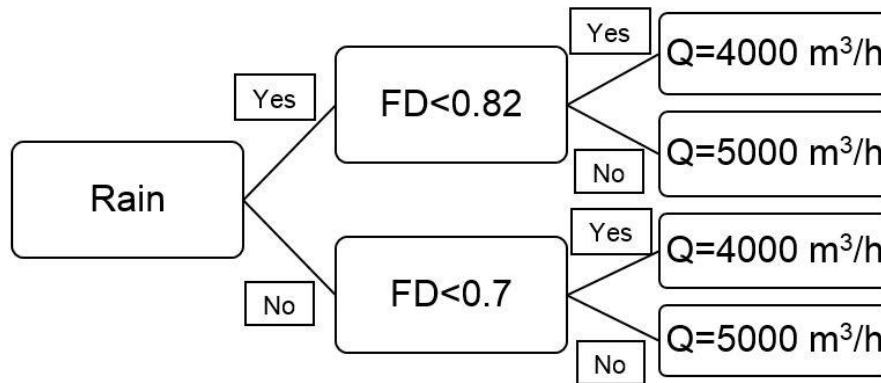 Rain
Yes
FD<0.82
Yes
Q=4000 m³/h
No
Q=5000 m³/h
No
FD<0.7
Yes
Q=4000 m³/h
No
Q=5000 m³/h